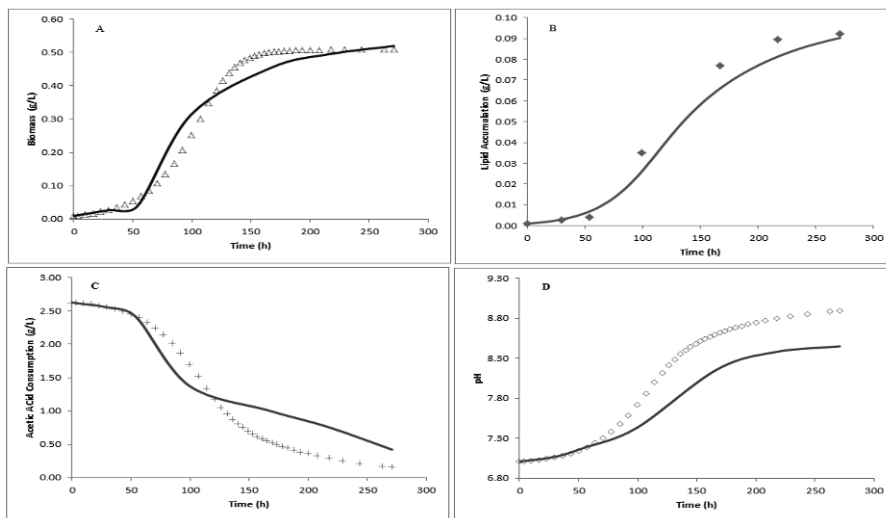 A
Biomass (g/L)
0.60
0.50
0.40
0.30
0.20
0.10
0.00
0 50 100 150 200 250 300
Time (h)
B
Lipid Accumulation (g/L)
0.10
0.09
0.08
0.07
0.06
0.05
0.04
0.03
0.02
0.01
0.00
0 50 100 150 200 250 300
Time (h)
C
Acetic ACid Consumption (g/L)
3.00
2.50
2.00
1.50
1.00
0.50
0.00
0 50 100 150 200 250 300
Time (h)
D
pH
8.80
8.30
7.80
7.30
6.80
0 50 100 150 200 250 300
Time (h)